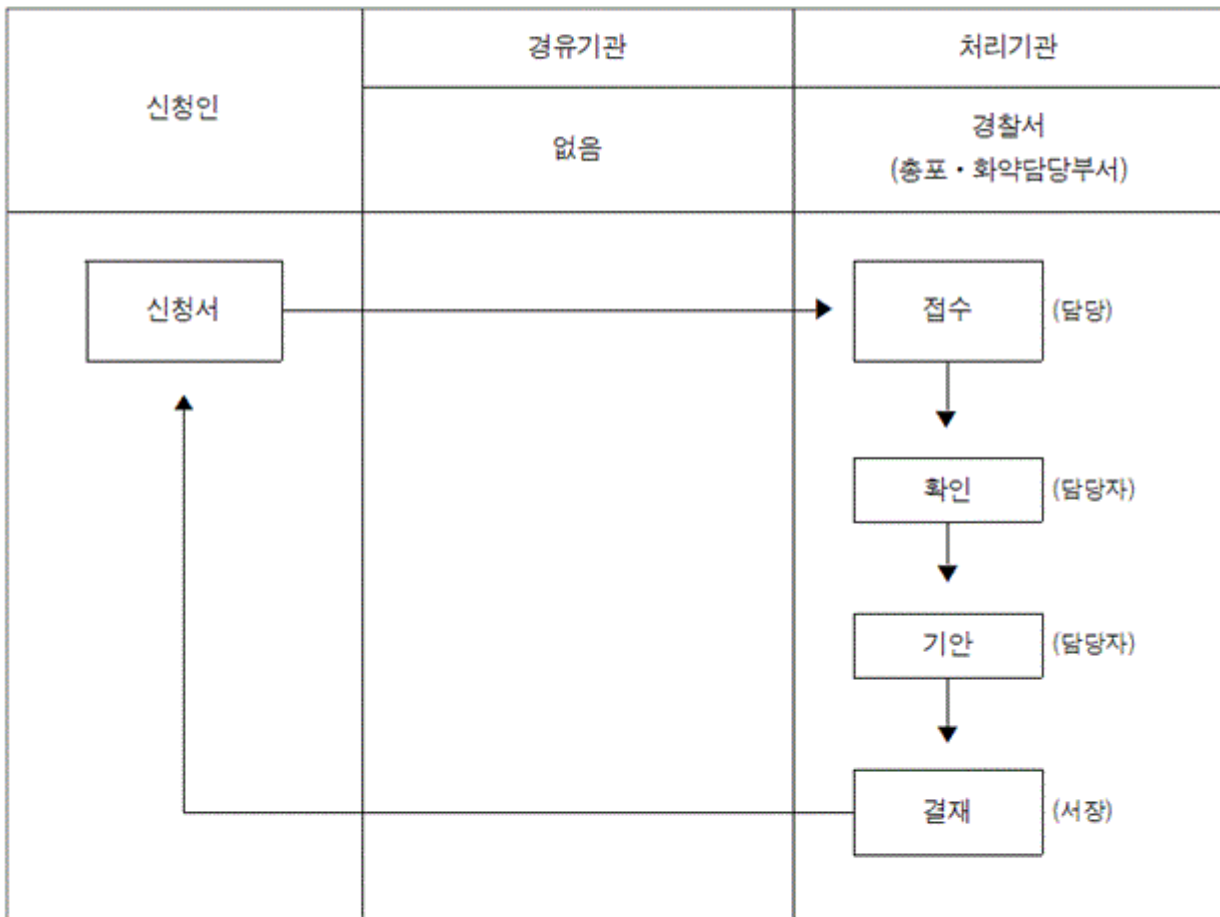 신청인
경유기관
처리기관
없음
경찰서
(총포・화약담당부서)
신청서
접수 (담당)
확인 (담당자)
기안 (담당자)
결재 (서장)